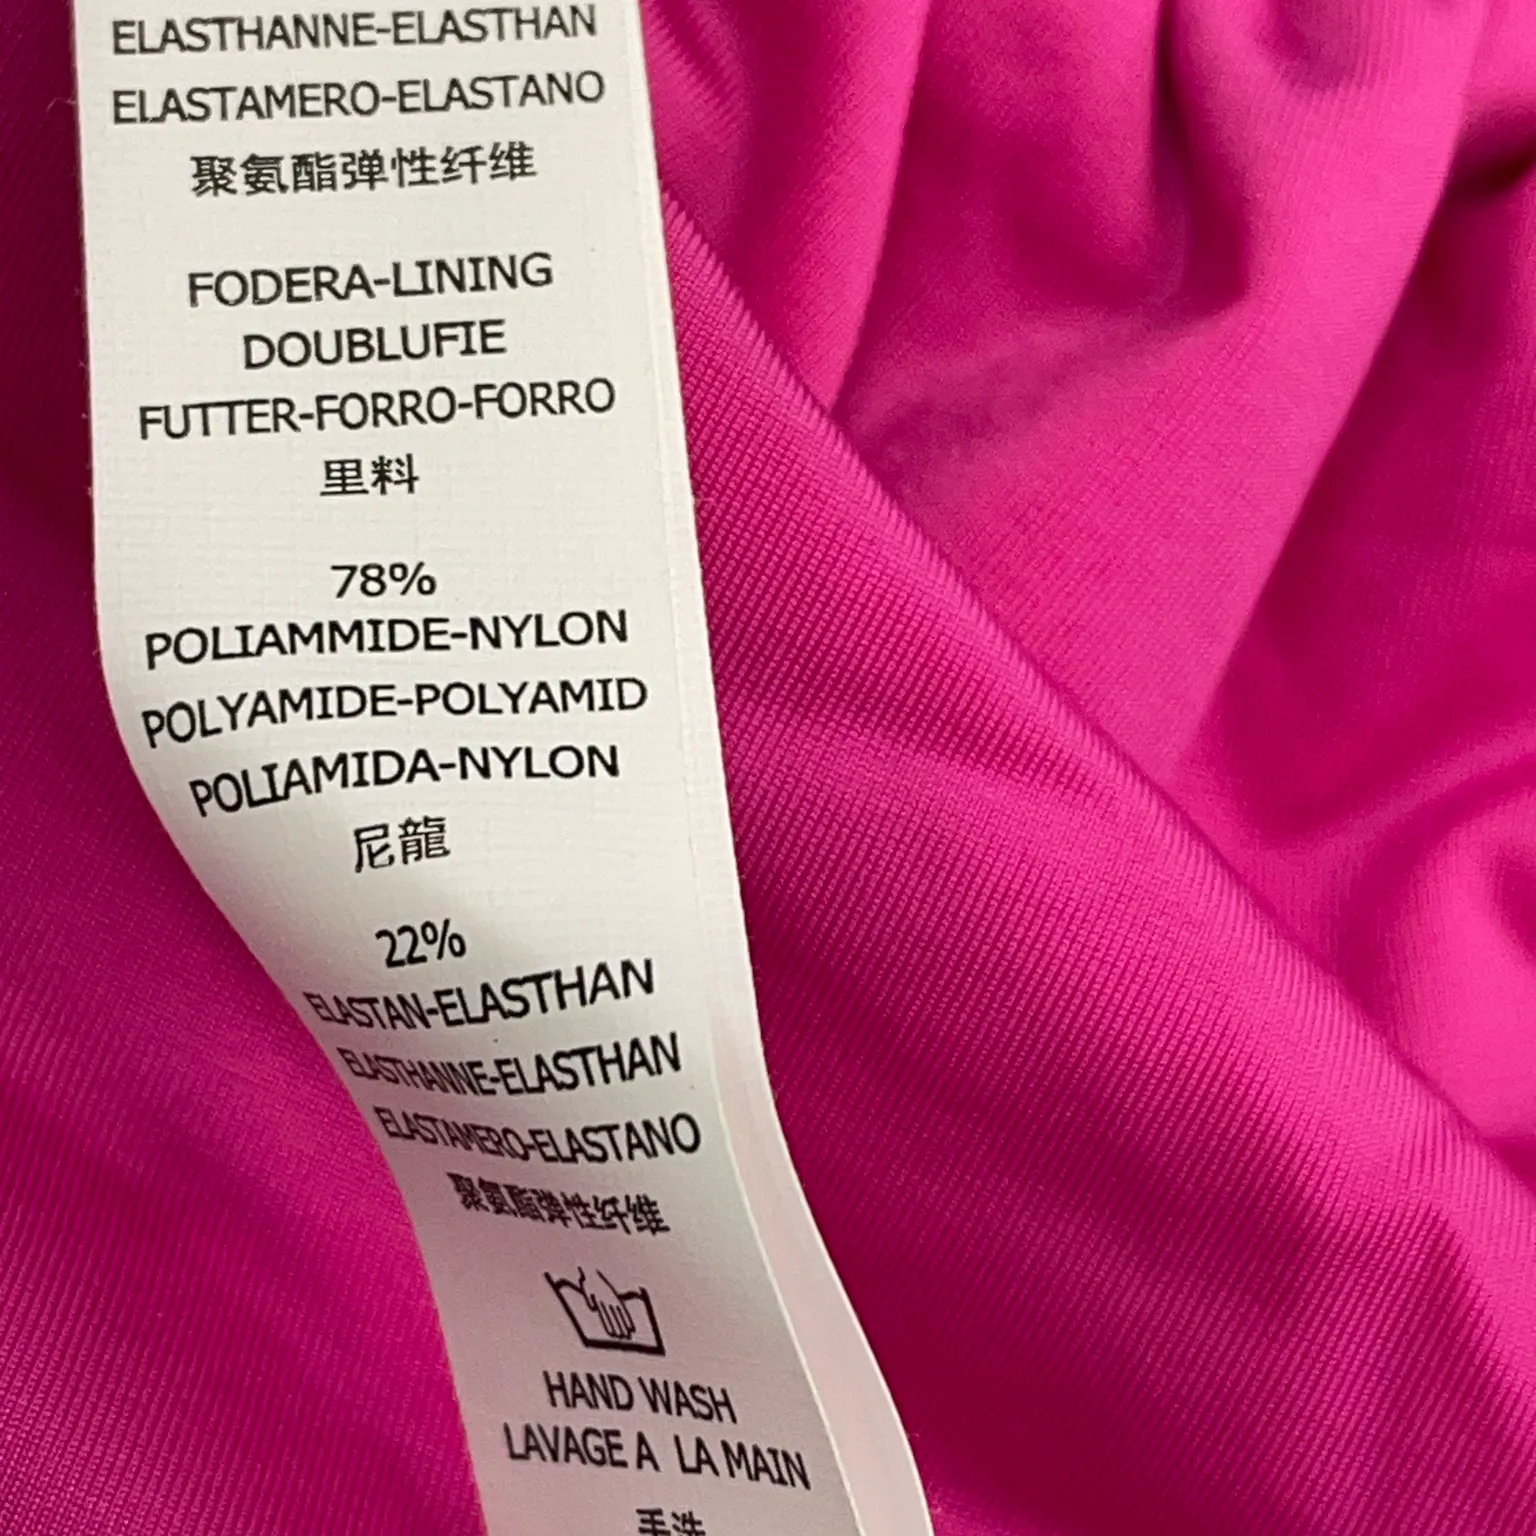 ELASTHANNE-ELASTHAN
ELASTAMERO-ELASTANO
聚氨酯弹性纤维
FODERA-LINING
DOUBLUFIE
FUTTER-FORRO-FORRO
里料
78%
POLIAMMIDE-NYLON
POLYAMIDE-POLYAMID
POLIAMIDA-NYLON
尼龍
22%
ELASTAN-ELASTHAN
ELASTHANNE-ELASTHAN
ELASTAMERO-ELASTANO
聚氨酯弹性纤维
HAND WASH
LAVAGE A LA MAIN
手洗